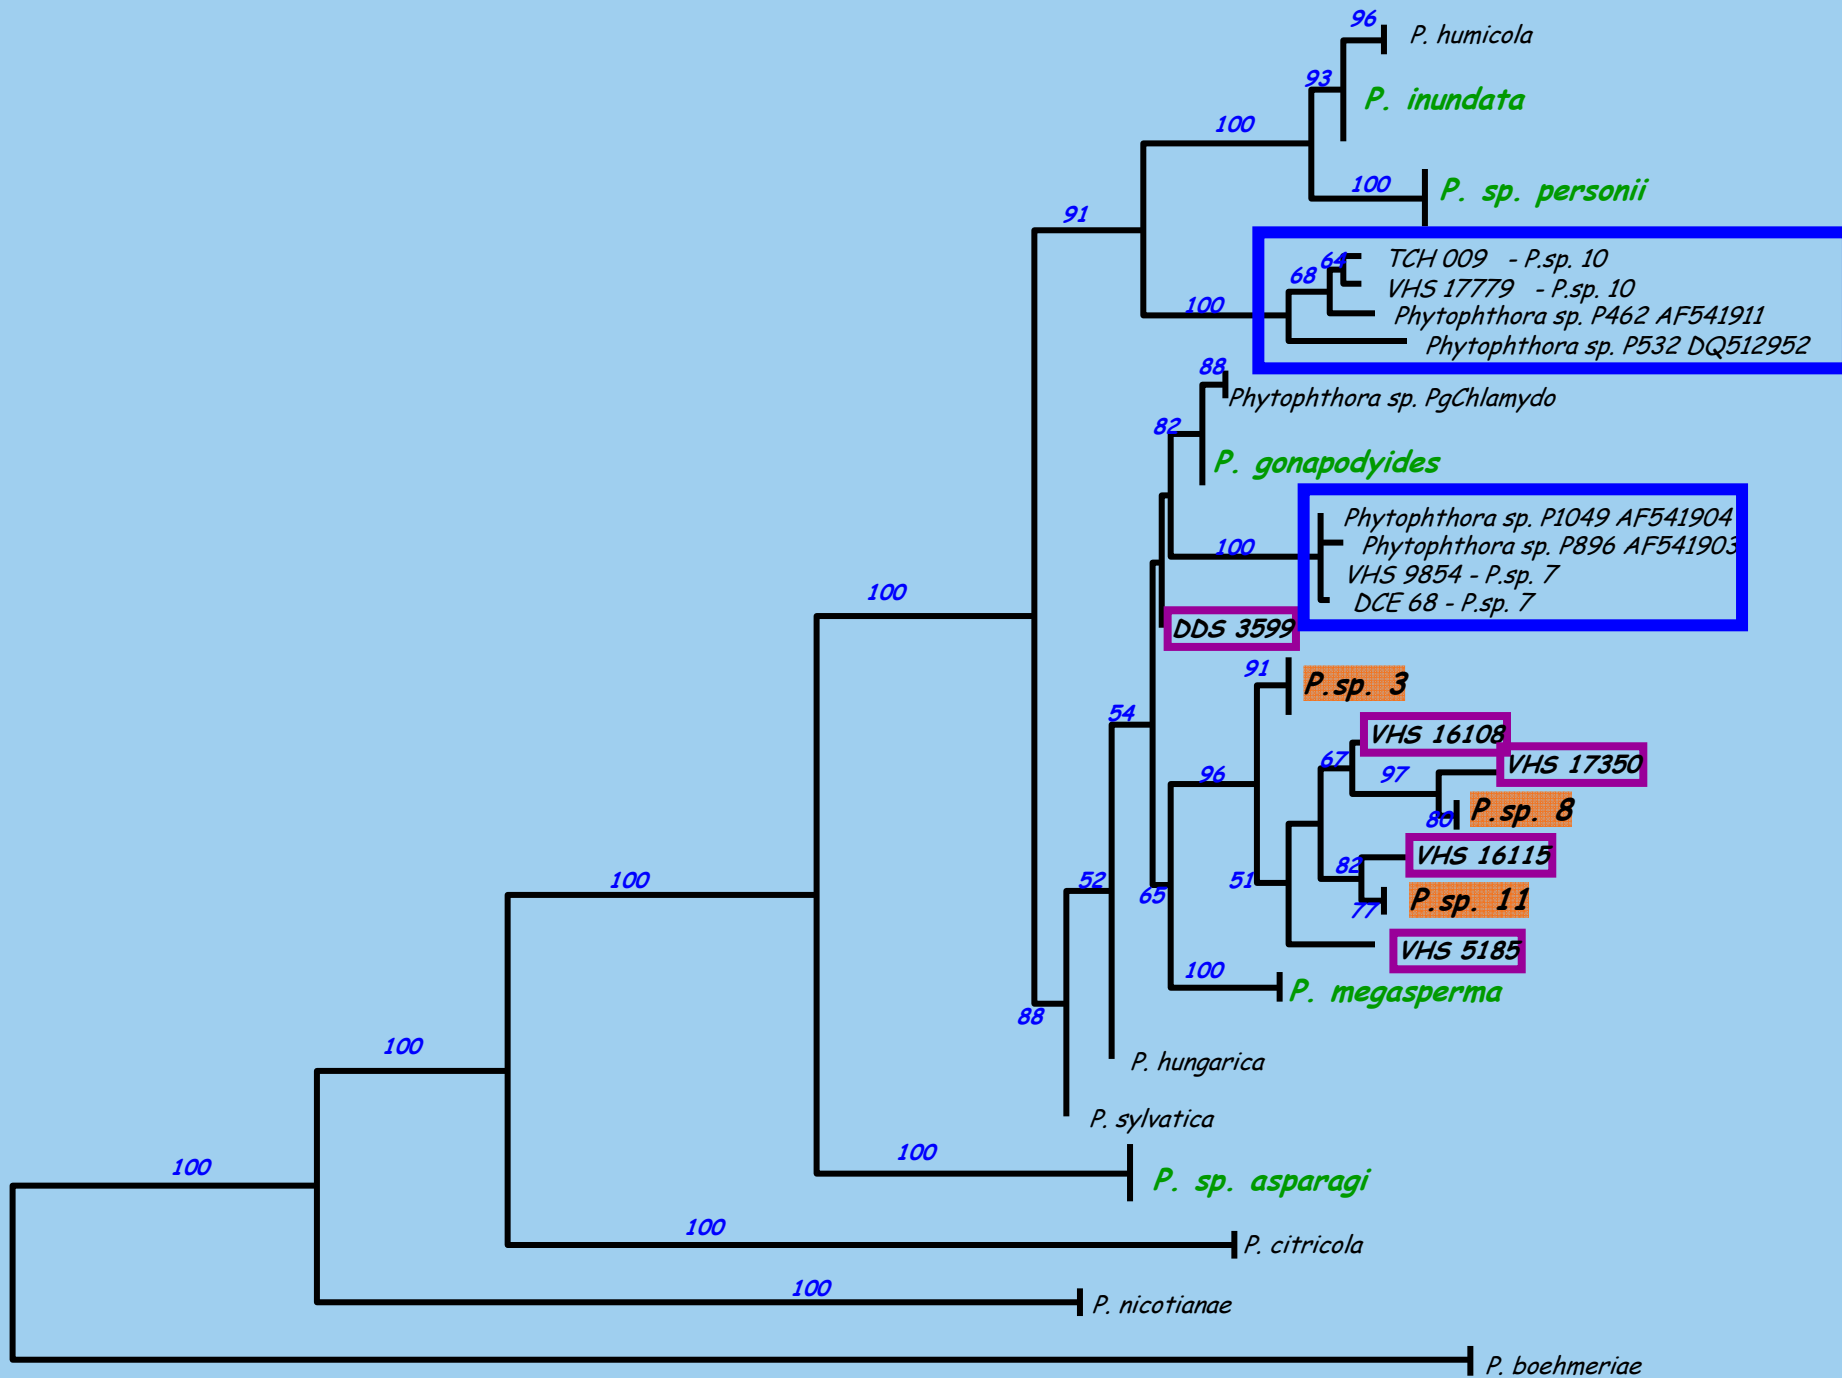 96
P. humicola
93
P. inundata
100
100
P. sp. personii
91
64
TCH 009 - P.sp. 10
68
VHS 17779 - P.sp. 10
100
Phytophthora sp. P462 AF541911
Phytophthora sp. P532 DQ512952
88
Phytophthora sp. PgChlamydo
82
P. gonapodyides
Phytophthora sp. P1049 AF541904
100
Phytophthora sp. P896 AF541903
VHS 9854 - P.sp. 7
100
DCE 68 - P.sp. 7
DDS 3599
91
P.sp. 3
54
VHS 16108
67
97
VHS 17350
96
P.sp. 8
80
VHS 16115
82
52
65
51
P.sp. 11
77
100
VHS 5185
100
P. megasperma
88
100
P. hungarica
P. sylvatica
100
100
P. sp. asparagi
100
P. citricola
100
P. nicotianae
P. boehmeriae